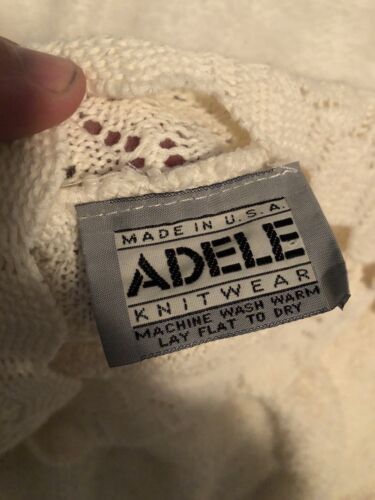 MADE IN U.S.A.
ADELE
KNITWEAR
MACHINE WASH WARM
LAY FLAT TO DRY